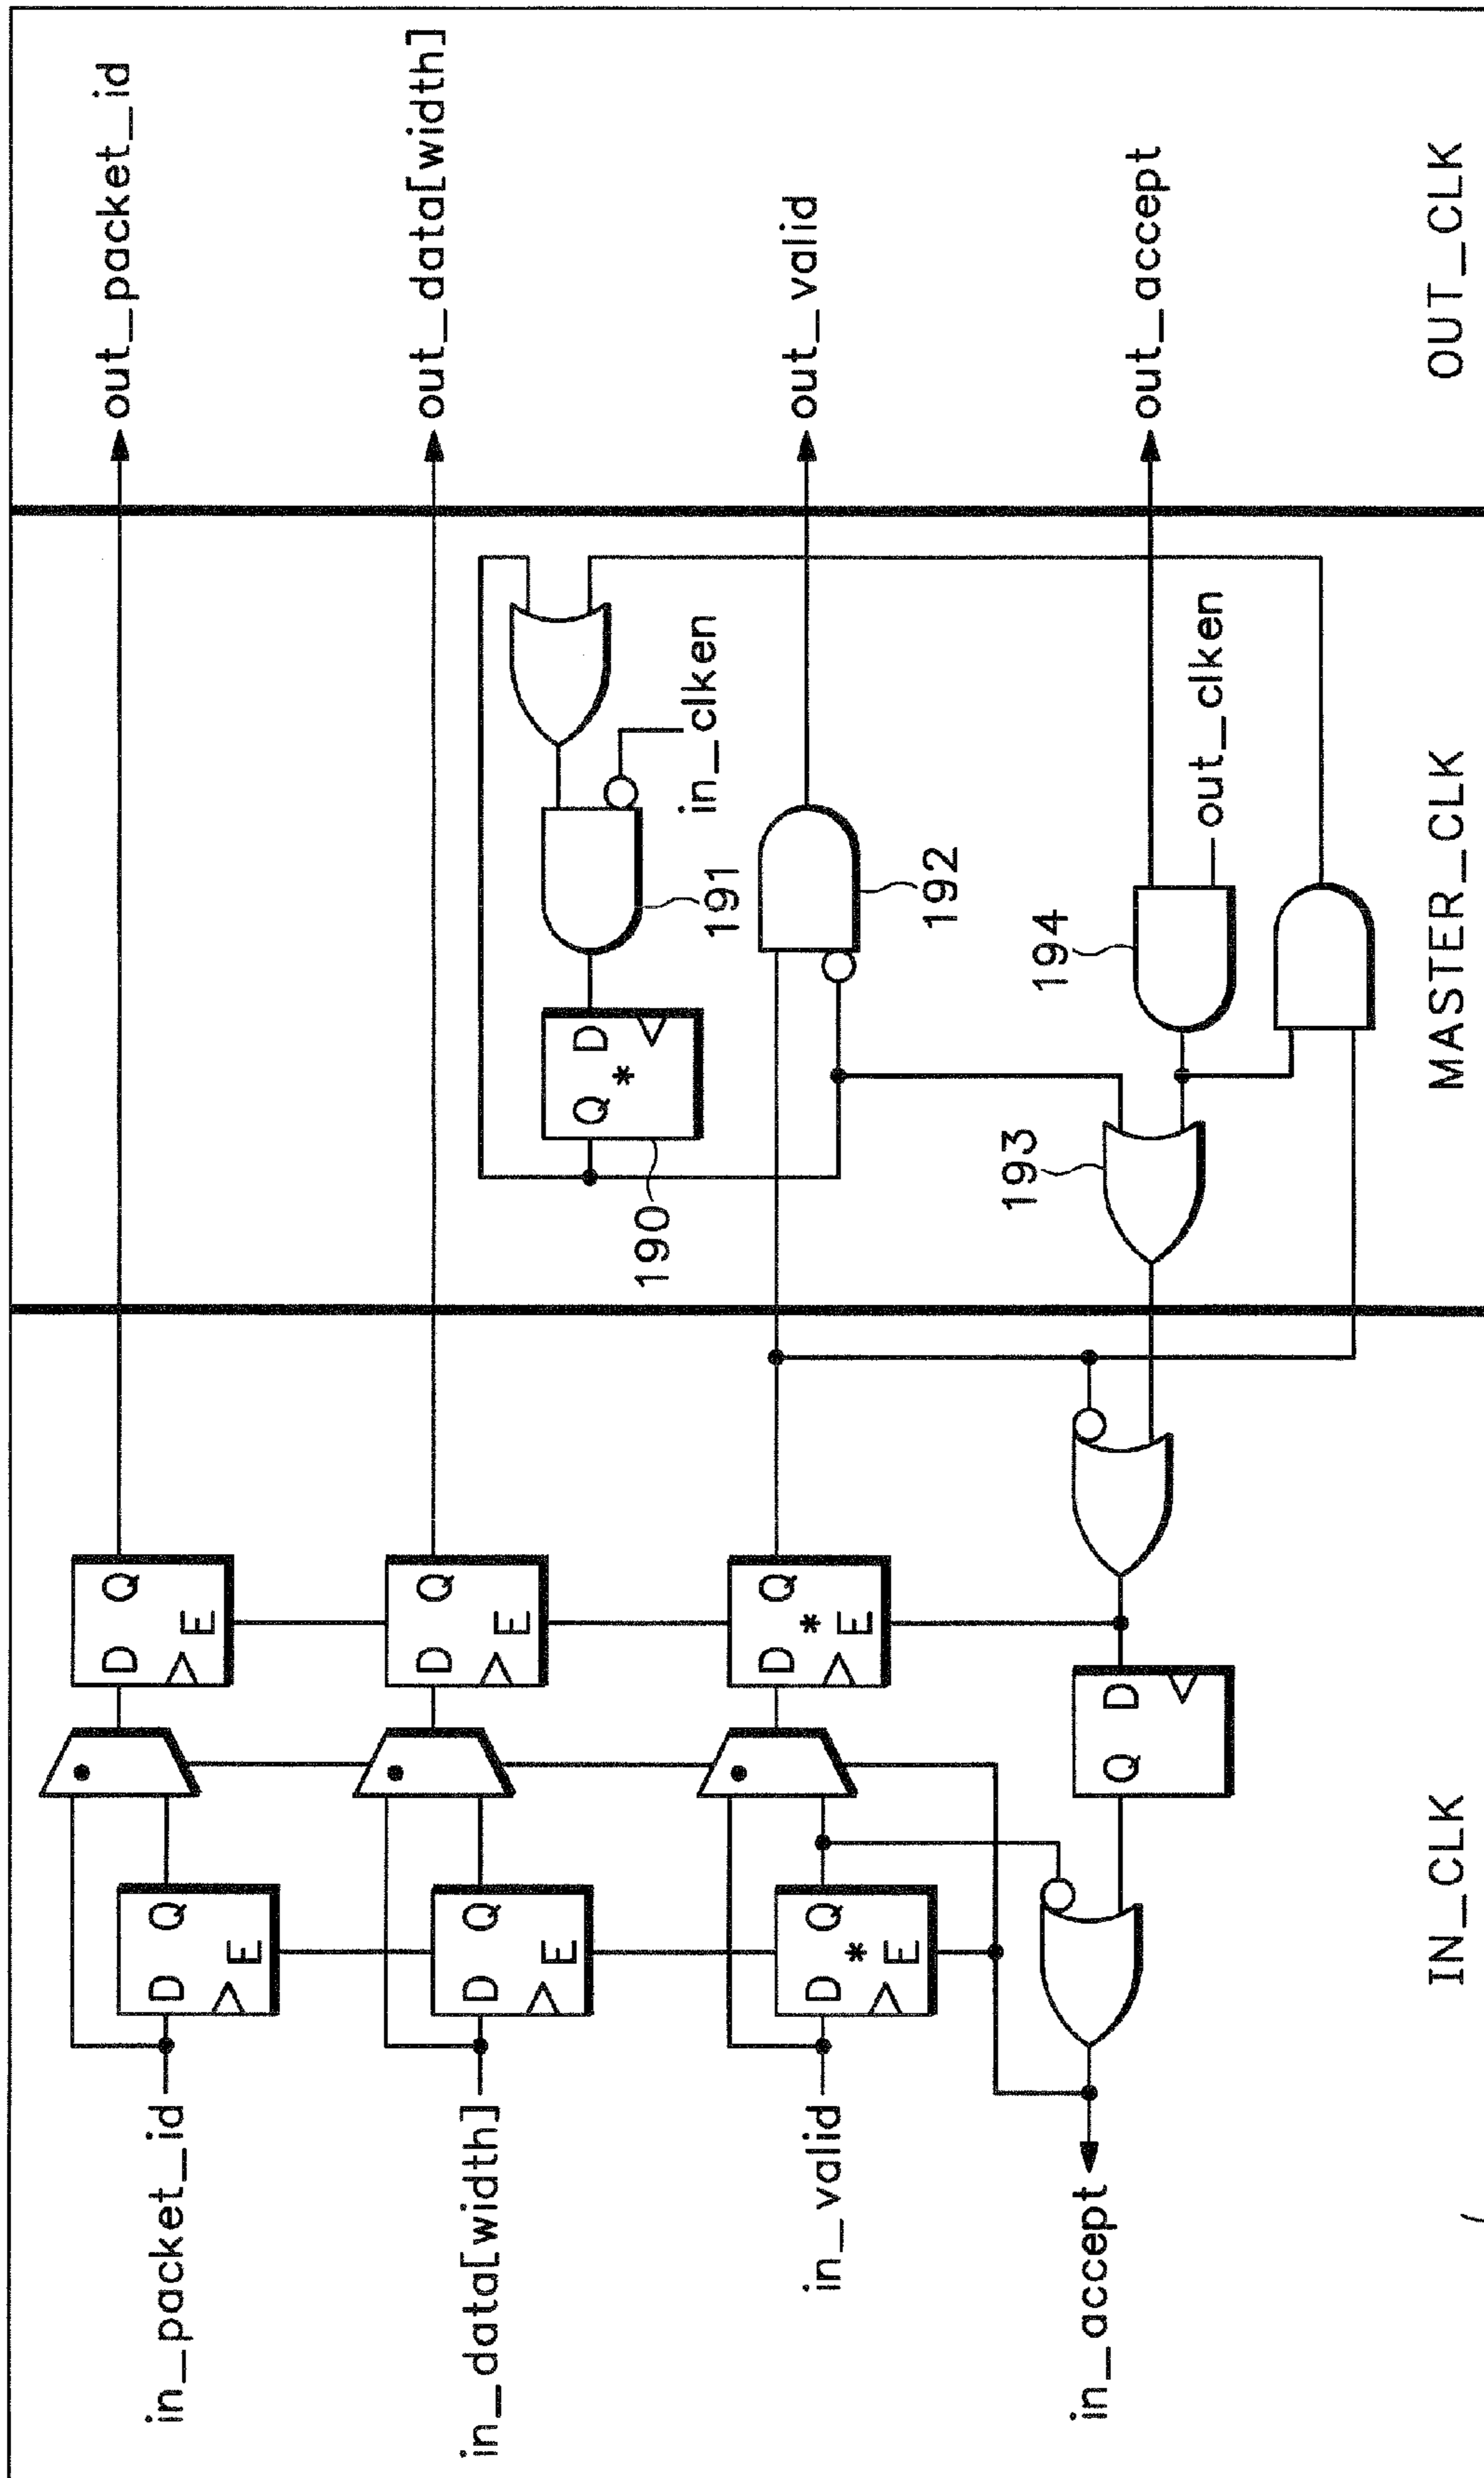 in_packet_id
D Q
E
D Q
E
out_packet_id
in_data[width]
D Q
E
D Q
E
out_data[width]
Q D
*
190
191
in_clken
in_valid
D Q
*
E
D Q
*
E
192
out_valid
in_accept
Q D
193
194
out_clken
out_accept
IN_CLK
MASTER_CLK
OUT_CLK